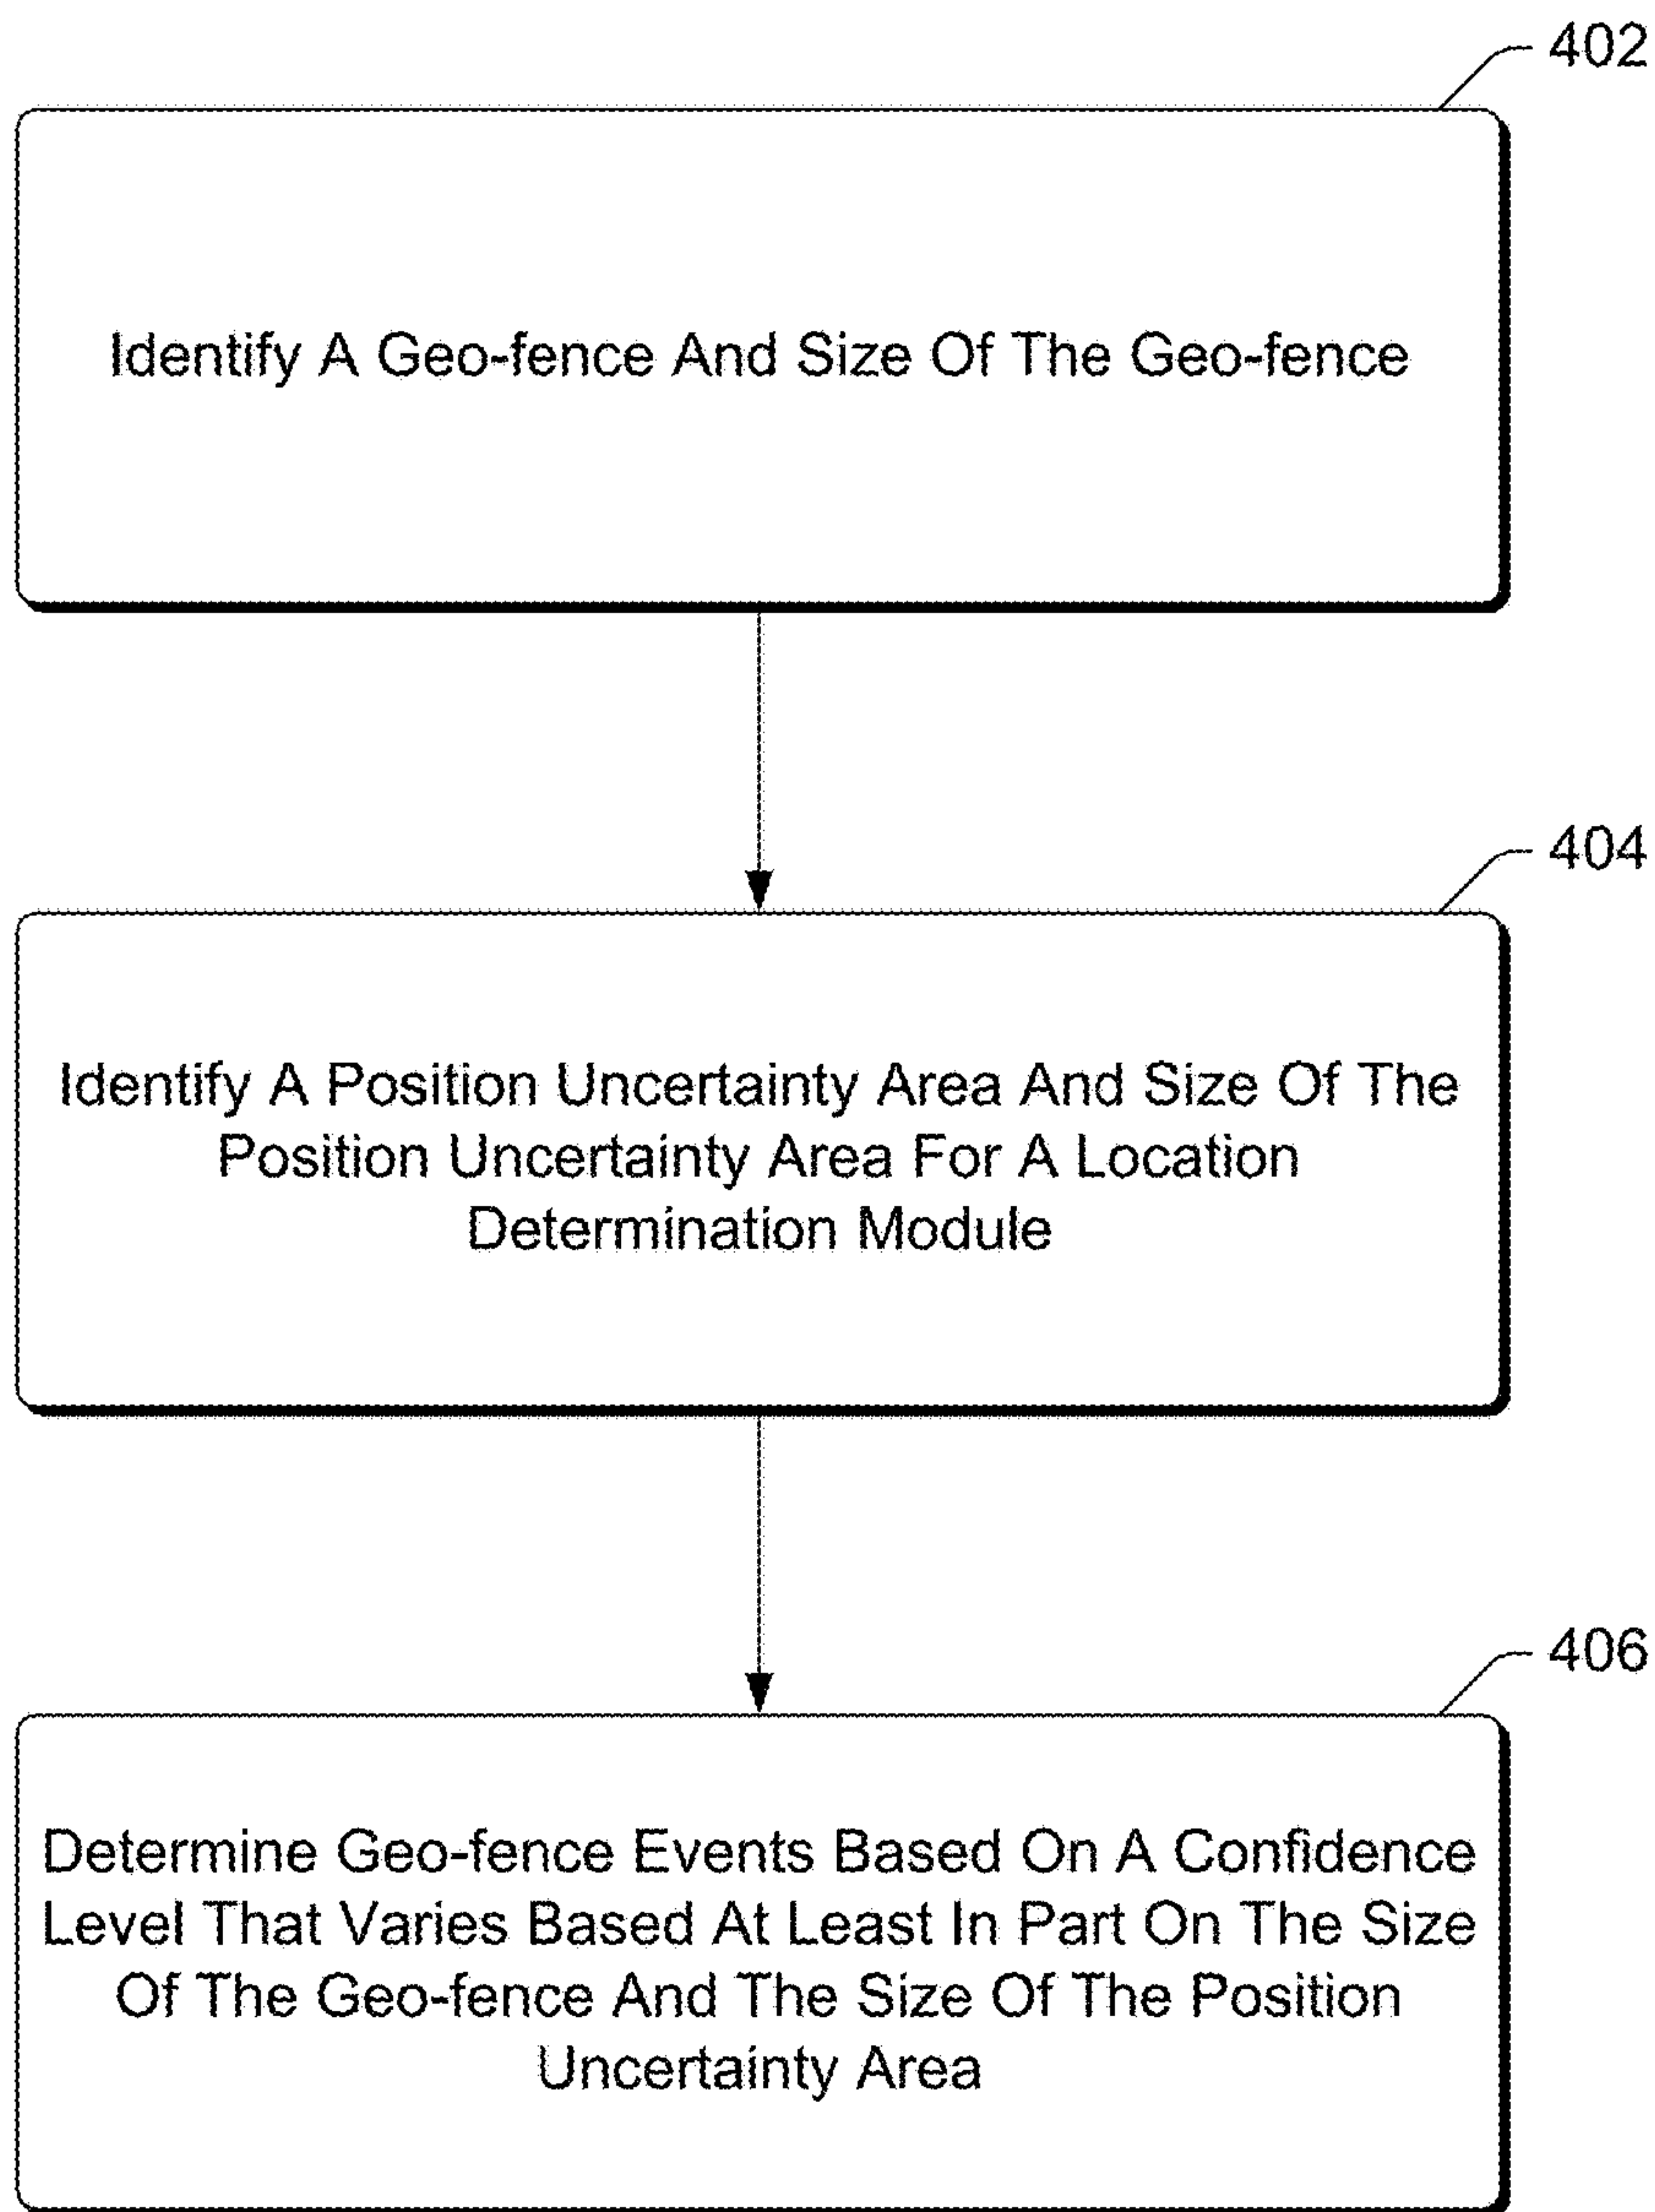 402
Identify A Geo-fence And Size Of The Geo-fence
404
Identify A Position Uncertainty Area And Size Of The
Position Uncertainty Area For A Location
Determination Module
406
Determine Geo-fence Events Based On A Confidence
Level That Varies Based At Least In Part On The Size
Of The Geo-fence And The Size Of The Position
Uncertainty Area